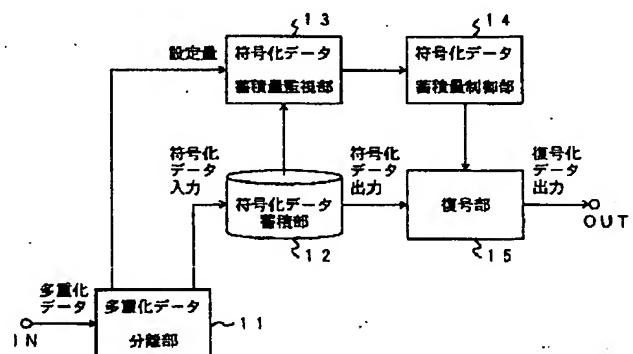 13
14
設定量
符号化データ
蓄積量監視部
符号化データ
蓄積量制御部
符号化
データ
入力
符号化データ
蓄積部
符号化
データ
出力
復号部
復号化
データ
出力
OUT
12
15
多重化
データ
IN
多重化データ
分離部
11